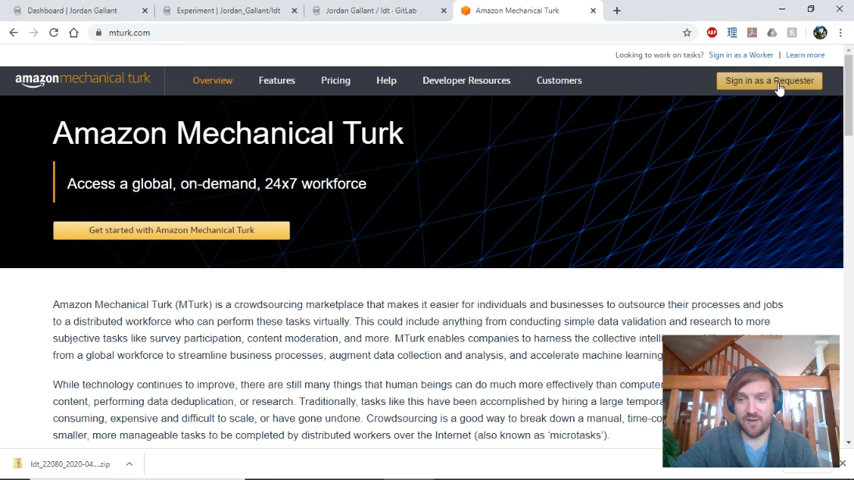 Dashboard | Jordan Gallant
Experiment | Jordan_Gallant/ldt
Jordan Gallant / ldt · GitLab
Amazon Mechanical Turk
mturk.com
Looking to work on tasks? Sign in as a Worker | Learn more
amazon mechanical turk
Overview Features Pricing Help Developer Resources Customers
Sign in as a Requester
Amazon Mechanical Turk
Access a global, on-demand, 24x7 workforce
Get started with Amazon Mechanical Turk
Amazon Mechanical Turk (MTurk) is a crowdsourcing marketplace that makes it easier for individuals and businesses to outsource their processes and jobs
to a distributed workforce who can perform these tasks virtually. This could include anything from conducting simple data validation and research to more
subjective tasks like survey participation, content moderation, and more. MTurk enables companies to harness the collective
from a global workforce to streamline business processes, augment data collection and analysis, and accelerate machine learning
While technology continues to improve, there are still many things that human beings can do much more effectively than
content, performing data deduplication, or research. Traditionally, tasks like this have been accomplished by hiring a large
consuming, expensive and difficult to scale, or have gone undone. Crowdsourcing is a good way to break down a manual,
smaller, more manageable tasks to be completed by distributed workers over the Internet (also known as 'microtasks').
ldt_22080_2020-04....zip